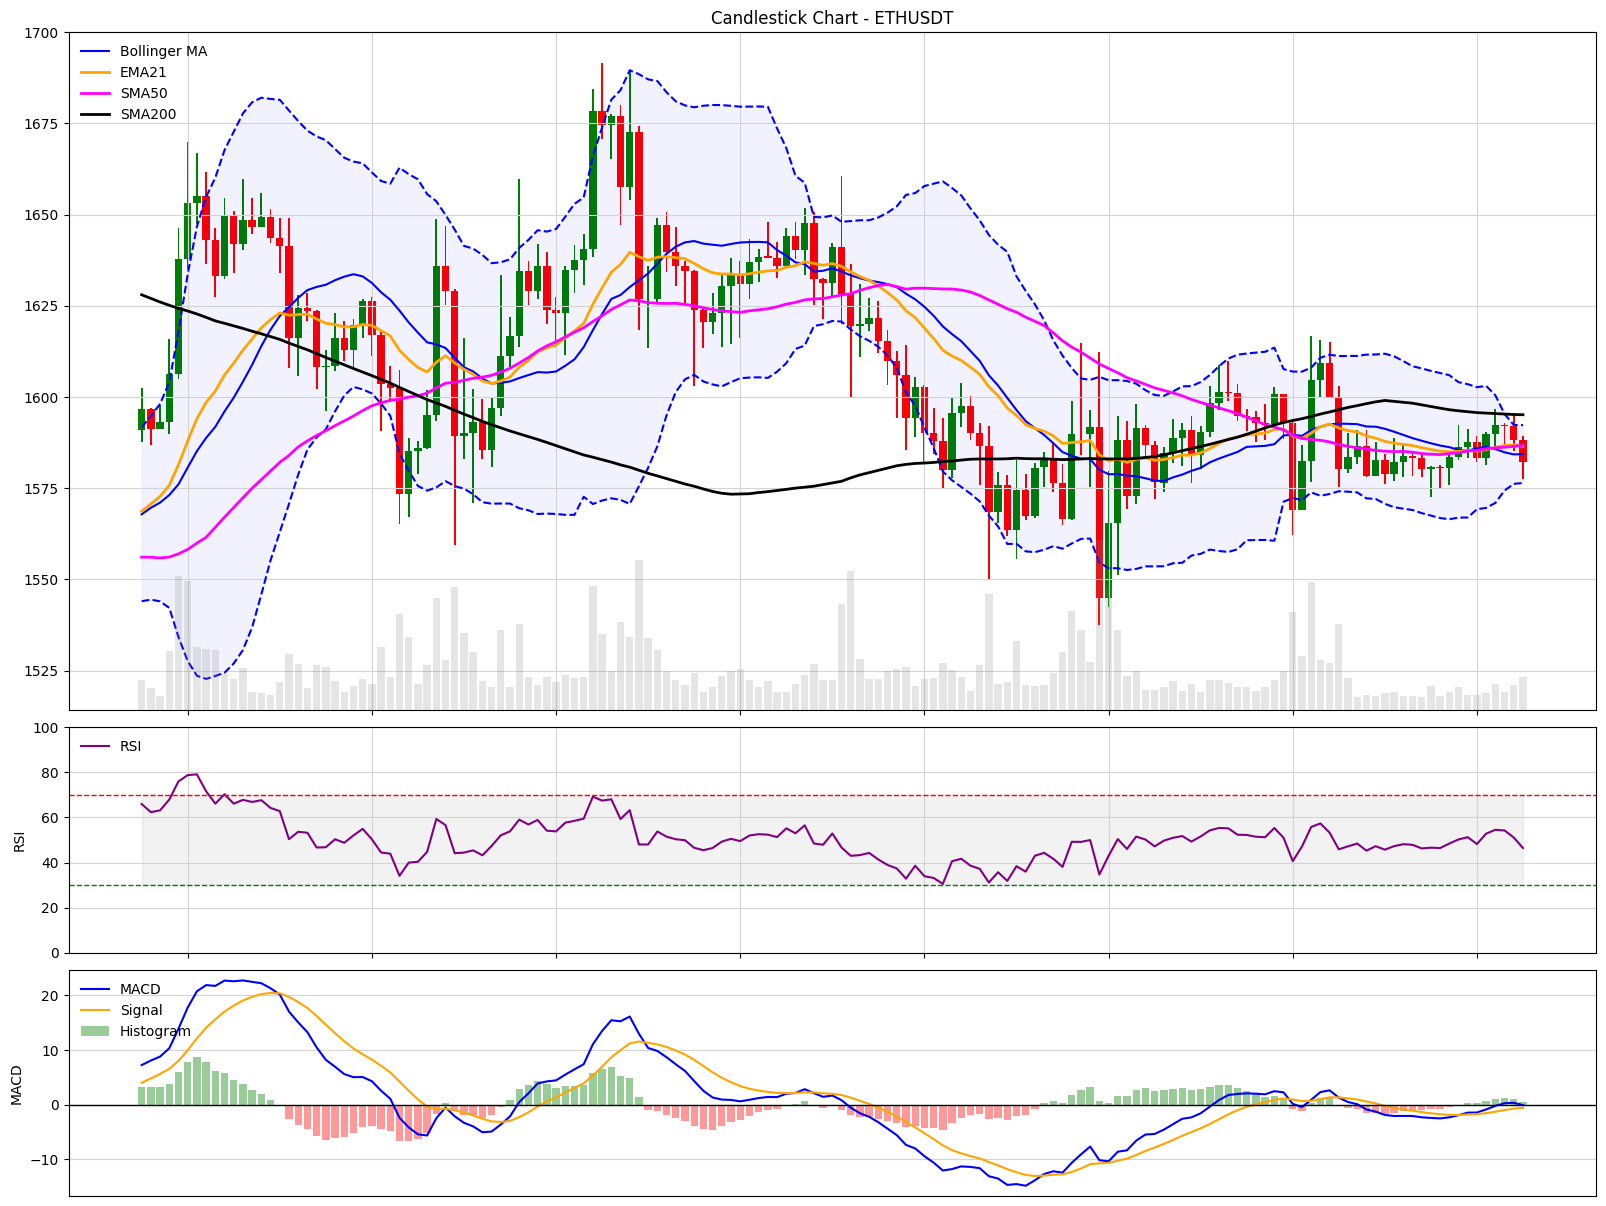 Candlestick Chart - ETHUSDT
1700
1675
1650
1625
1600
1575
1550
1525
Bollinger MA
EMA21
SMA50
SMA200
100
80
60
40
20
0
RSI
RSI
20
10
0
−10
MACD
MACD
Signal
Histogram